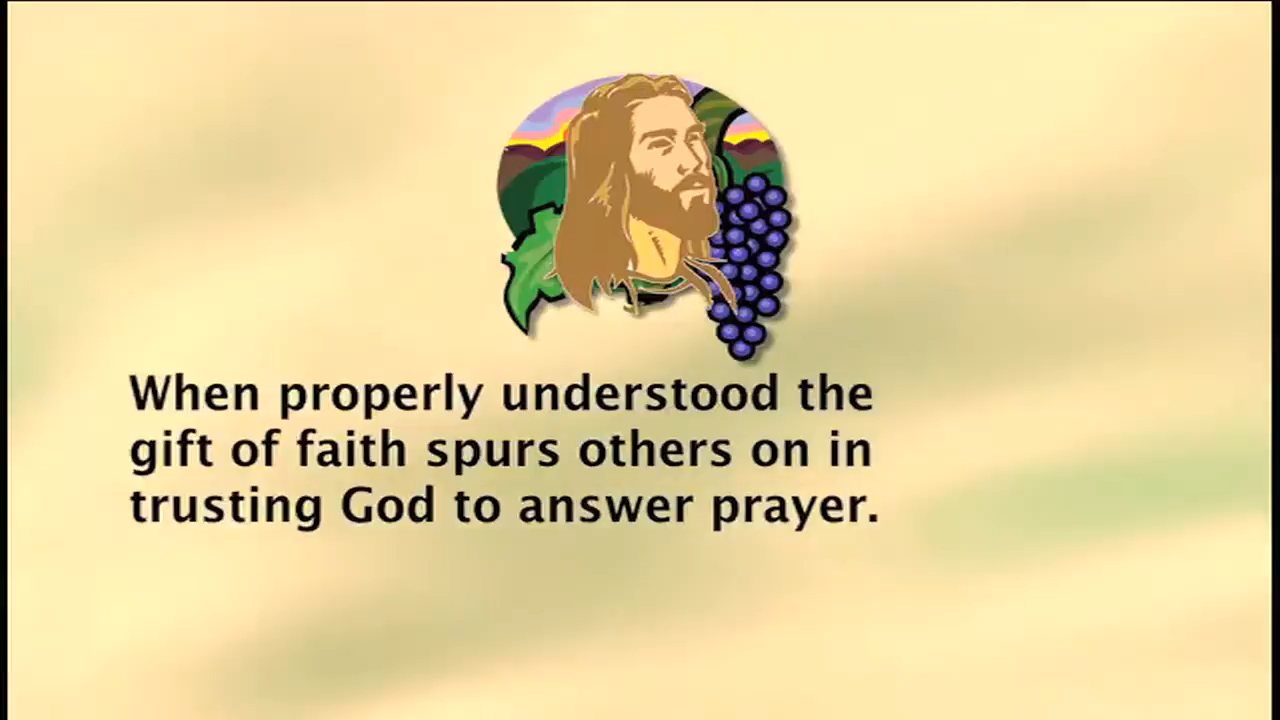 When properly understood the
gift of faith spurs others on in
trusting God to answer prayer.